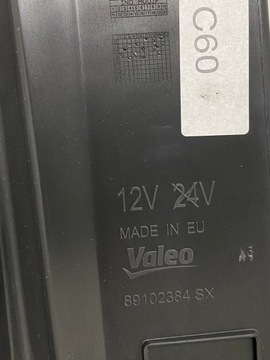 C60
12V 24V
MADE IN EU
Valeo
89102384 SX